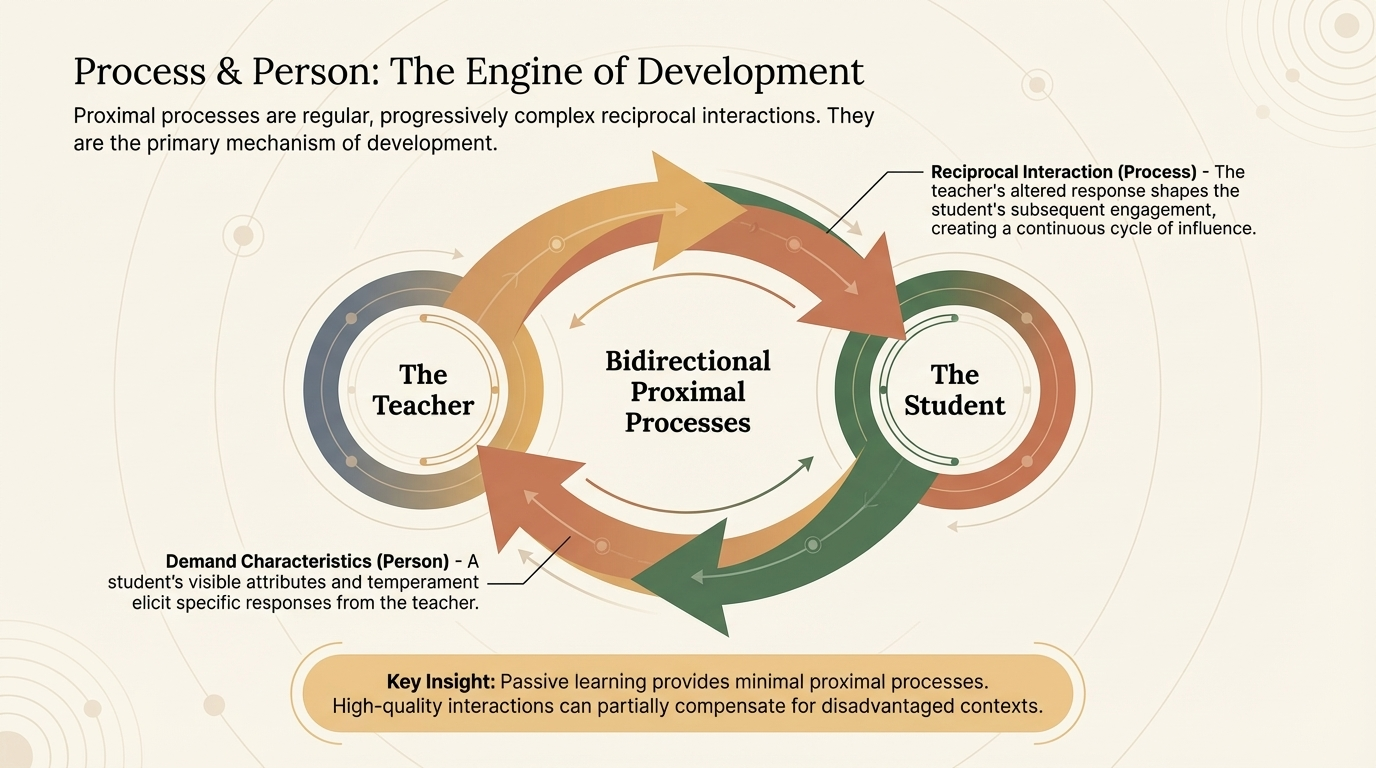 Process & Person: The Engine of Development
Proximal processes are regular, progressively complex reciprocal interactions. They
are the primary mechanism of development.
Reciprocal Interaction (Process) - The
teacher's altered response shapes the
student's subsequent engagement,
creating a continuous cycle of influence.
The
Teacher
Bidirectional
Proximal
Processes
The
Student
Demand Characteristics (Person) - A
student's visible attributes and temperament
elicit specific responses from the teacher.
Key Insight: Passive learning provides minimal proximal processes.
High-quality interactions can partially compensate for disadvantaged contexts.